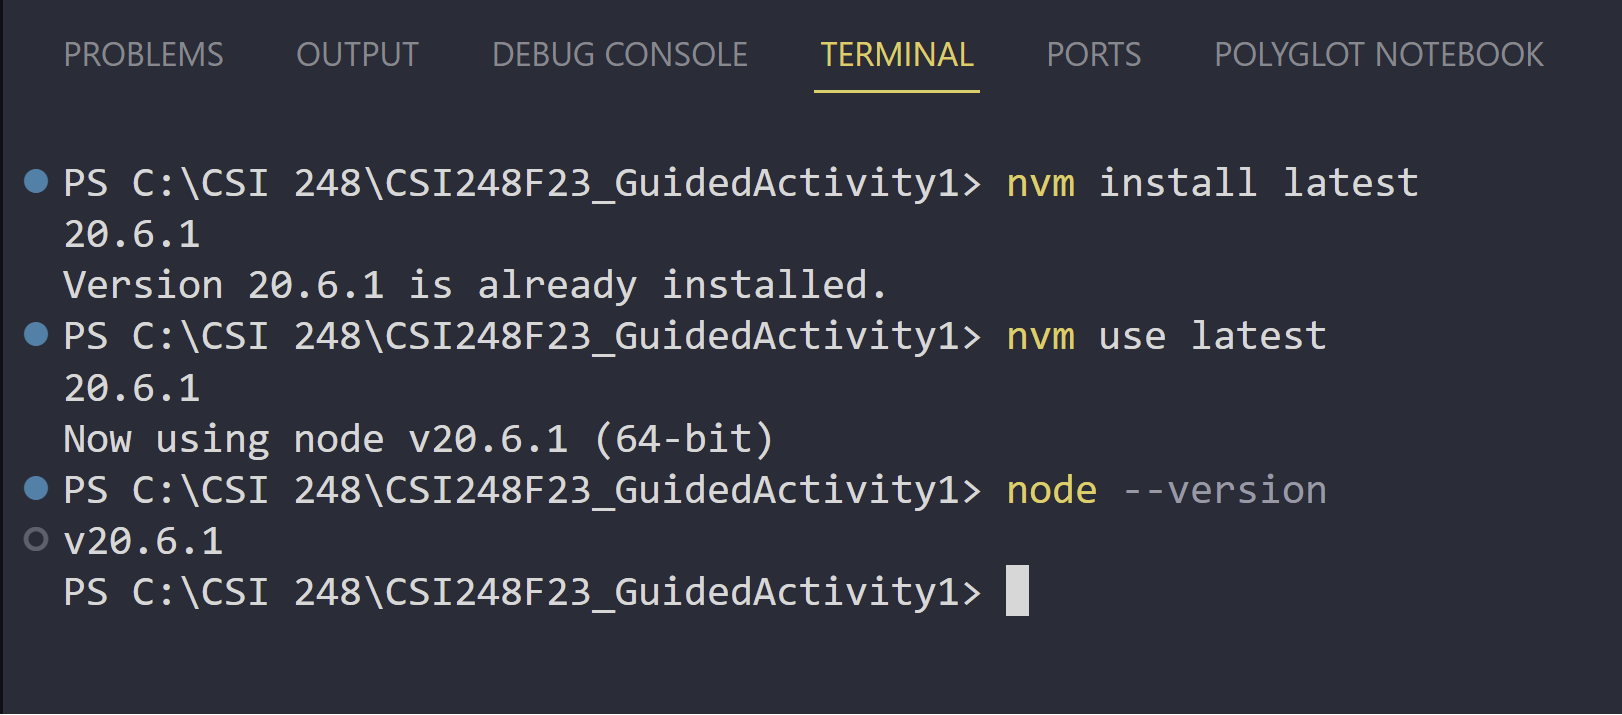 PROBLEMS OUTPUT DEBUG CONSOLE TERMINAL PORTS POLYGLOT NOTEBOOK
PS C:\CSI 248\CSI248F23_GuidedActivity1> nvm install latest
20.6.1
Version 20.6.1 is already installed.
PS C:\CSI 248\CSI248F23_GuidedActivity1> nvm use latest
20.6.1
Now using node v20.6.1 (64-bit)
PS C:\CSI 248\CSI248F23_GuidedActivity1> node --version
v20.6.1
PS C:\CSI 248\CSI248F23_GuidedActivity1>